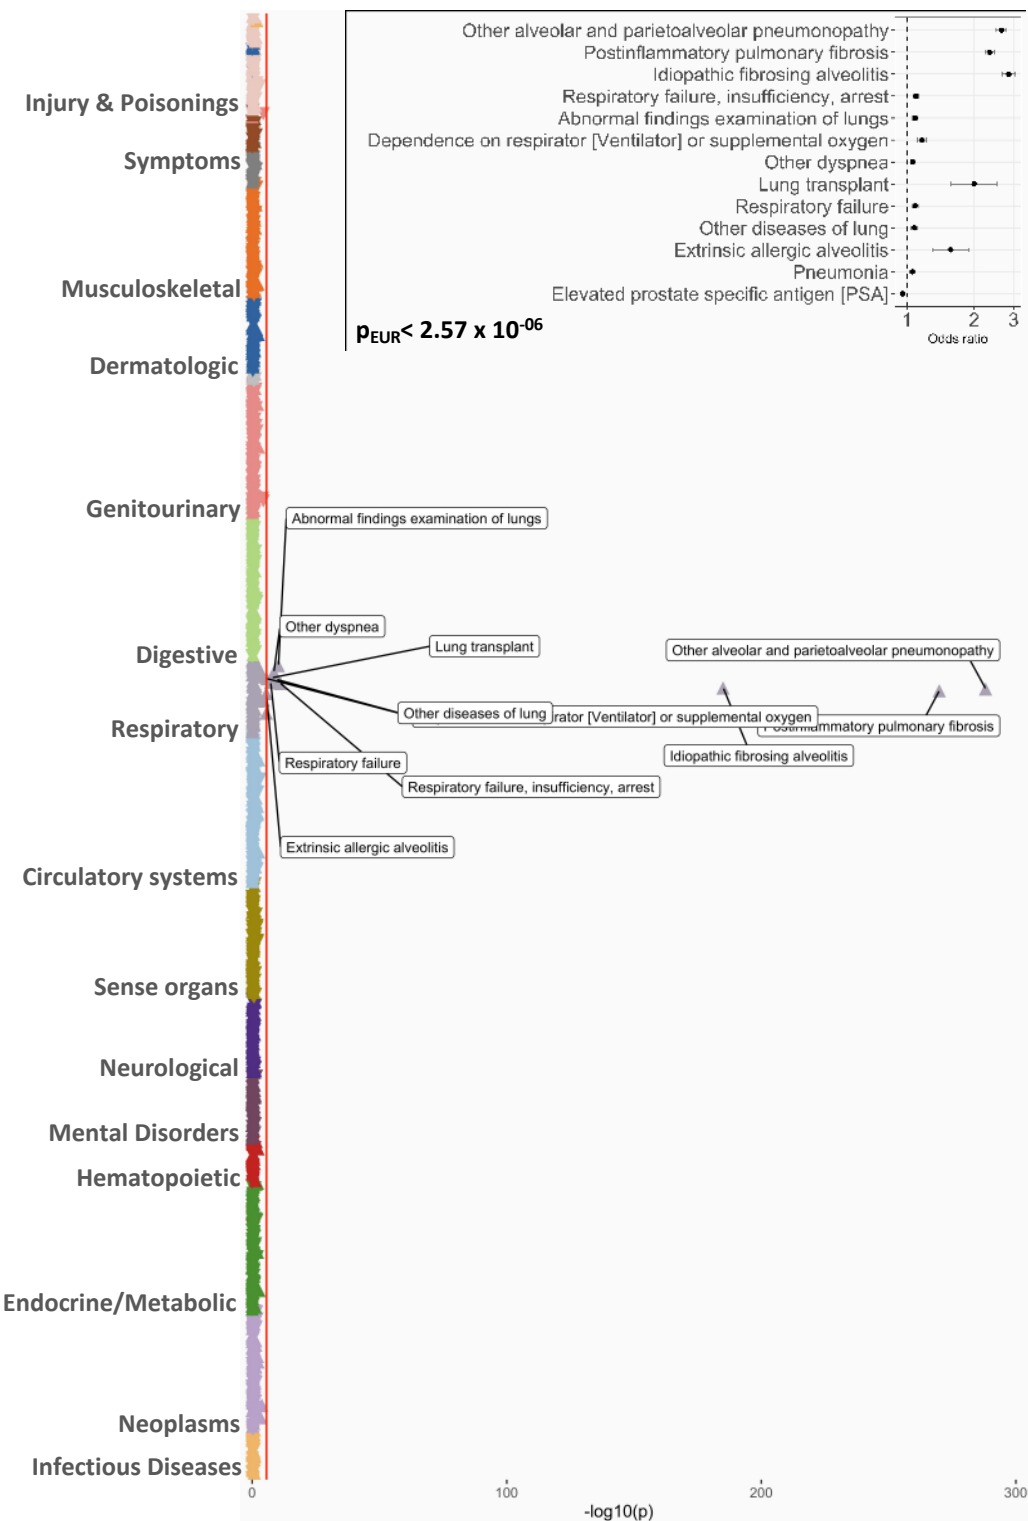 Other alveolar and parietoalveolar pneumonopathy
Postinflammatory pulmonary fibrosis
Idiopathic fibrosing alveolitis
Respiratory failure, insufficiency, arrest
Abnormal findings examination of lungs
Dependence on respirator [Ventilator] or supplemental oxygen
Other dyspnea
Lung transplant
Respiratory failure
Other diseases of lung
Extrinsic allergic alveolitis
Pneumonia
Elevated prostate specific antigen [PSA]
1 2 3
Odds ratio
pEUR< 2.57 x 10-06
Injury & Poisonings
Symptoms
Musculoskeletal
Dermatologic
Genitourinary
Digestive
Respiratory
Circulatory systems
Sense organs
Neurological
Mental Disorders
Hematopoietic
Endocrine/Metabolic
Neoplasms
Infectious Diseases
Abnormal findings examination of lungs
Other dyspnea
Lung transplant
Other alveolar and parietoalveolar pneumonopathy
Other diseases of lung
[Ventilator] or supplemental oxygen
pulmonary fibrosis
Idiopathic fibrosing alveolitis
Respiratory failure
Respiratory failure, insufficiency, arrest
Extrinsic allergic alveolitis
0 100 200 300
-log10(p)